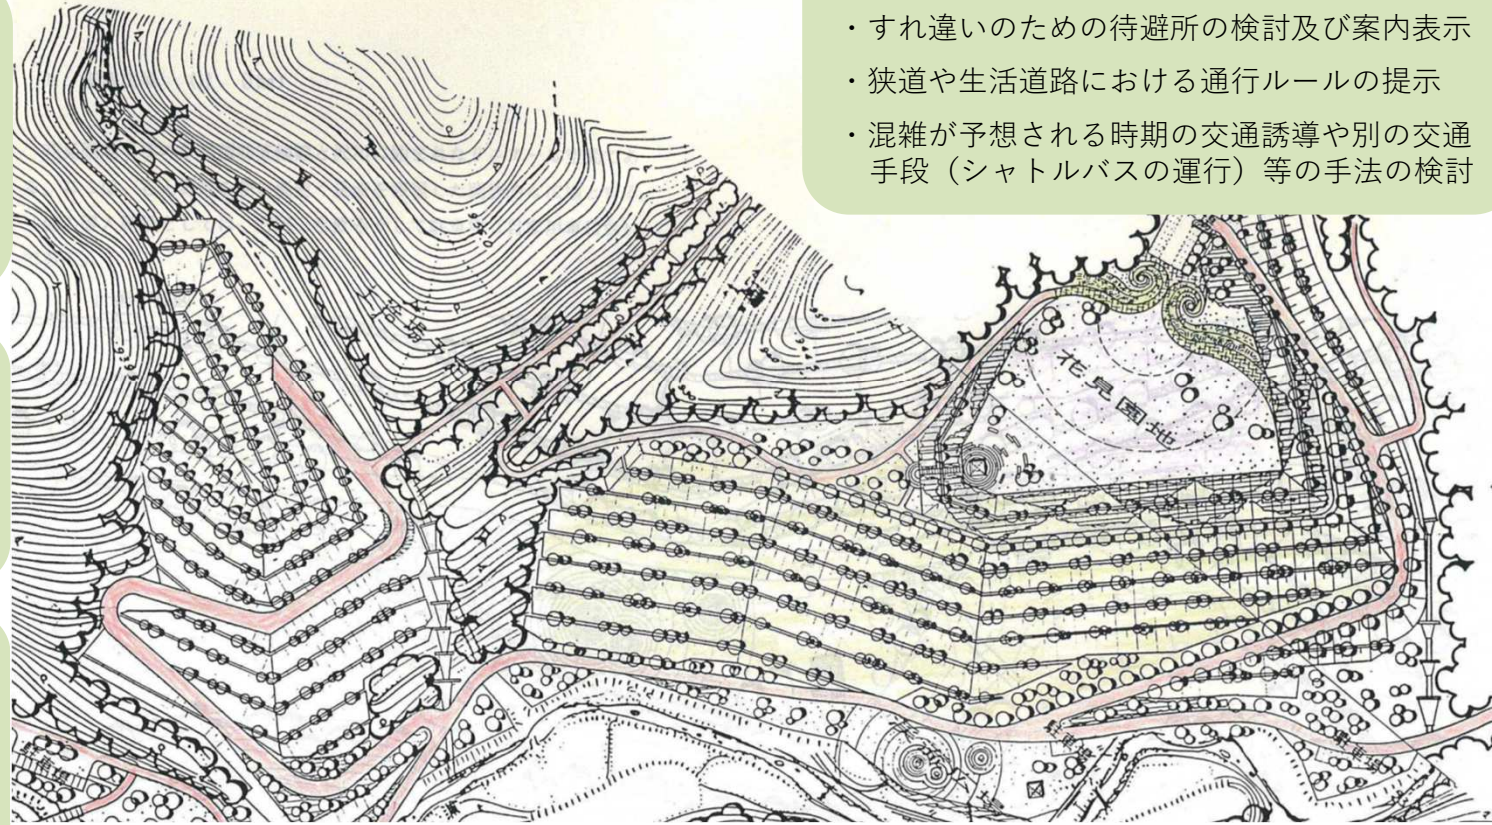 ・すれ違いのための待避所の検討及び案内表示
・狭道や生活道路における通行ルールの提示
・混雑が予想される時期の交通誘導や別の交通
手段（シャトルバスの運行）等の手法の検討
花見園地
駐車場